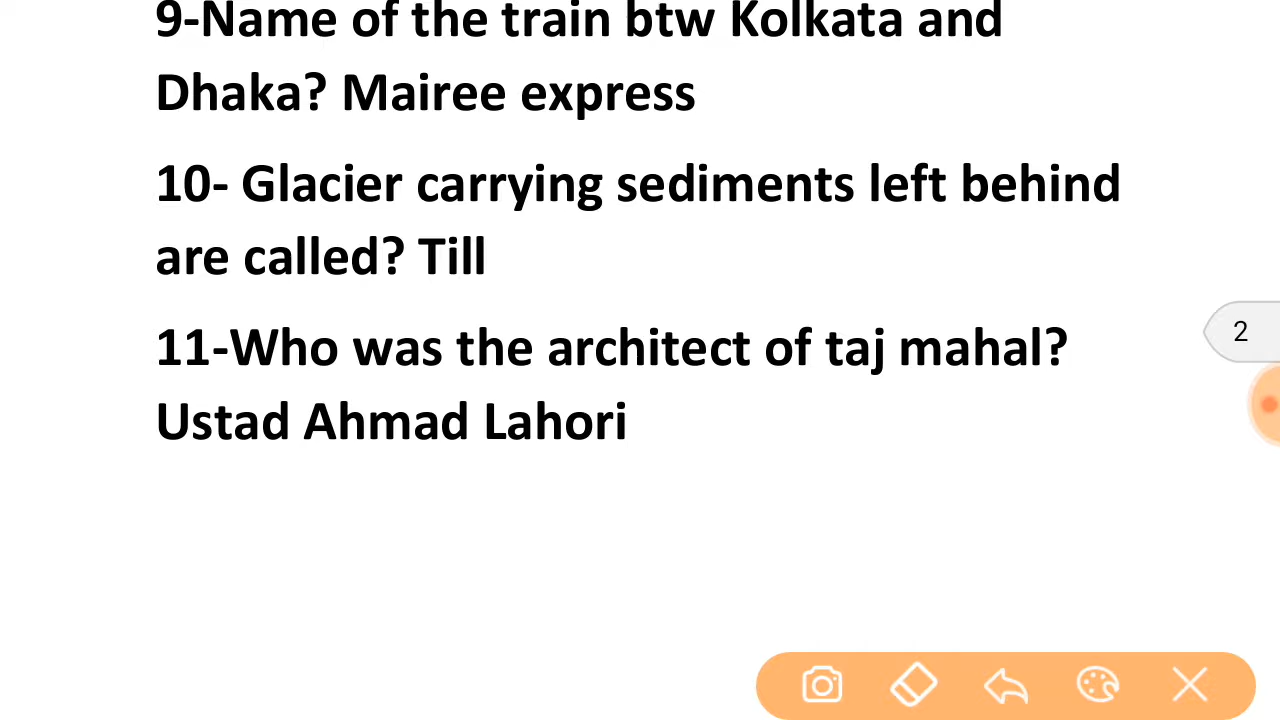 9-Name of the train btw Kolkata and
Dhaka? Mairee express
10- Glacier carrying sediments left behind
are called? Till
11-Who was the architect of taj mahal?
Ustad Ahmad Lahori
2